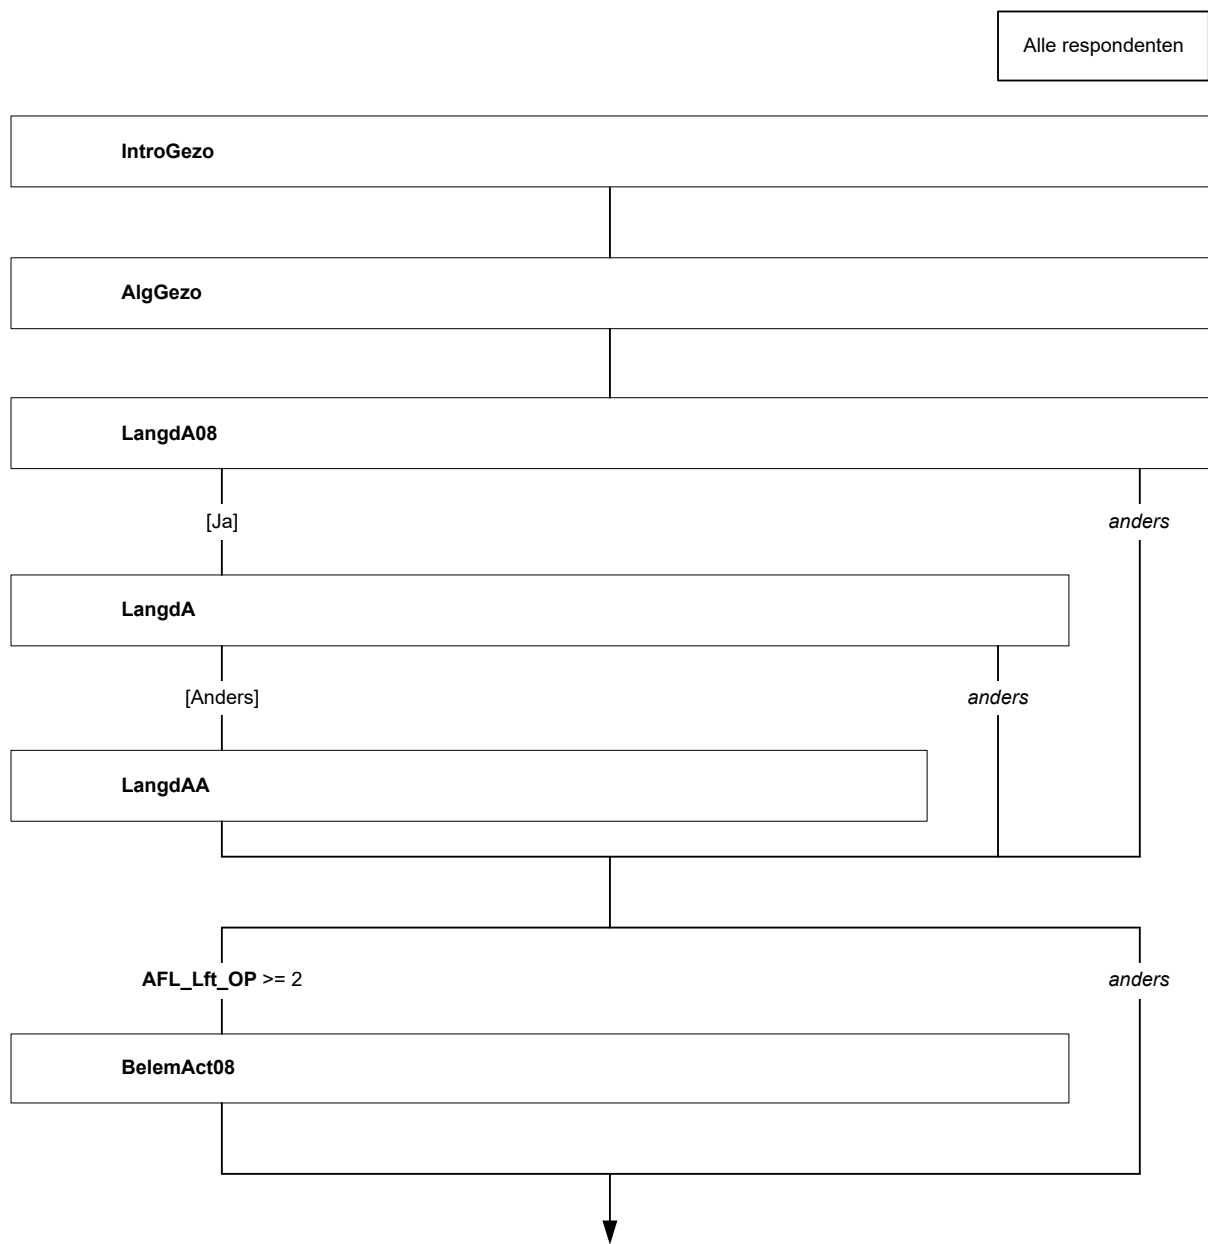 Alle respondenten
IntroGezo
AlgGezo
LangdA08
[Ja] anders
LangdA
[Anders] anders
LangdAA
AFL_Lft_OP >= 2 anders
BelemAct08